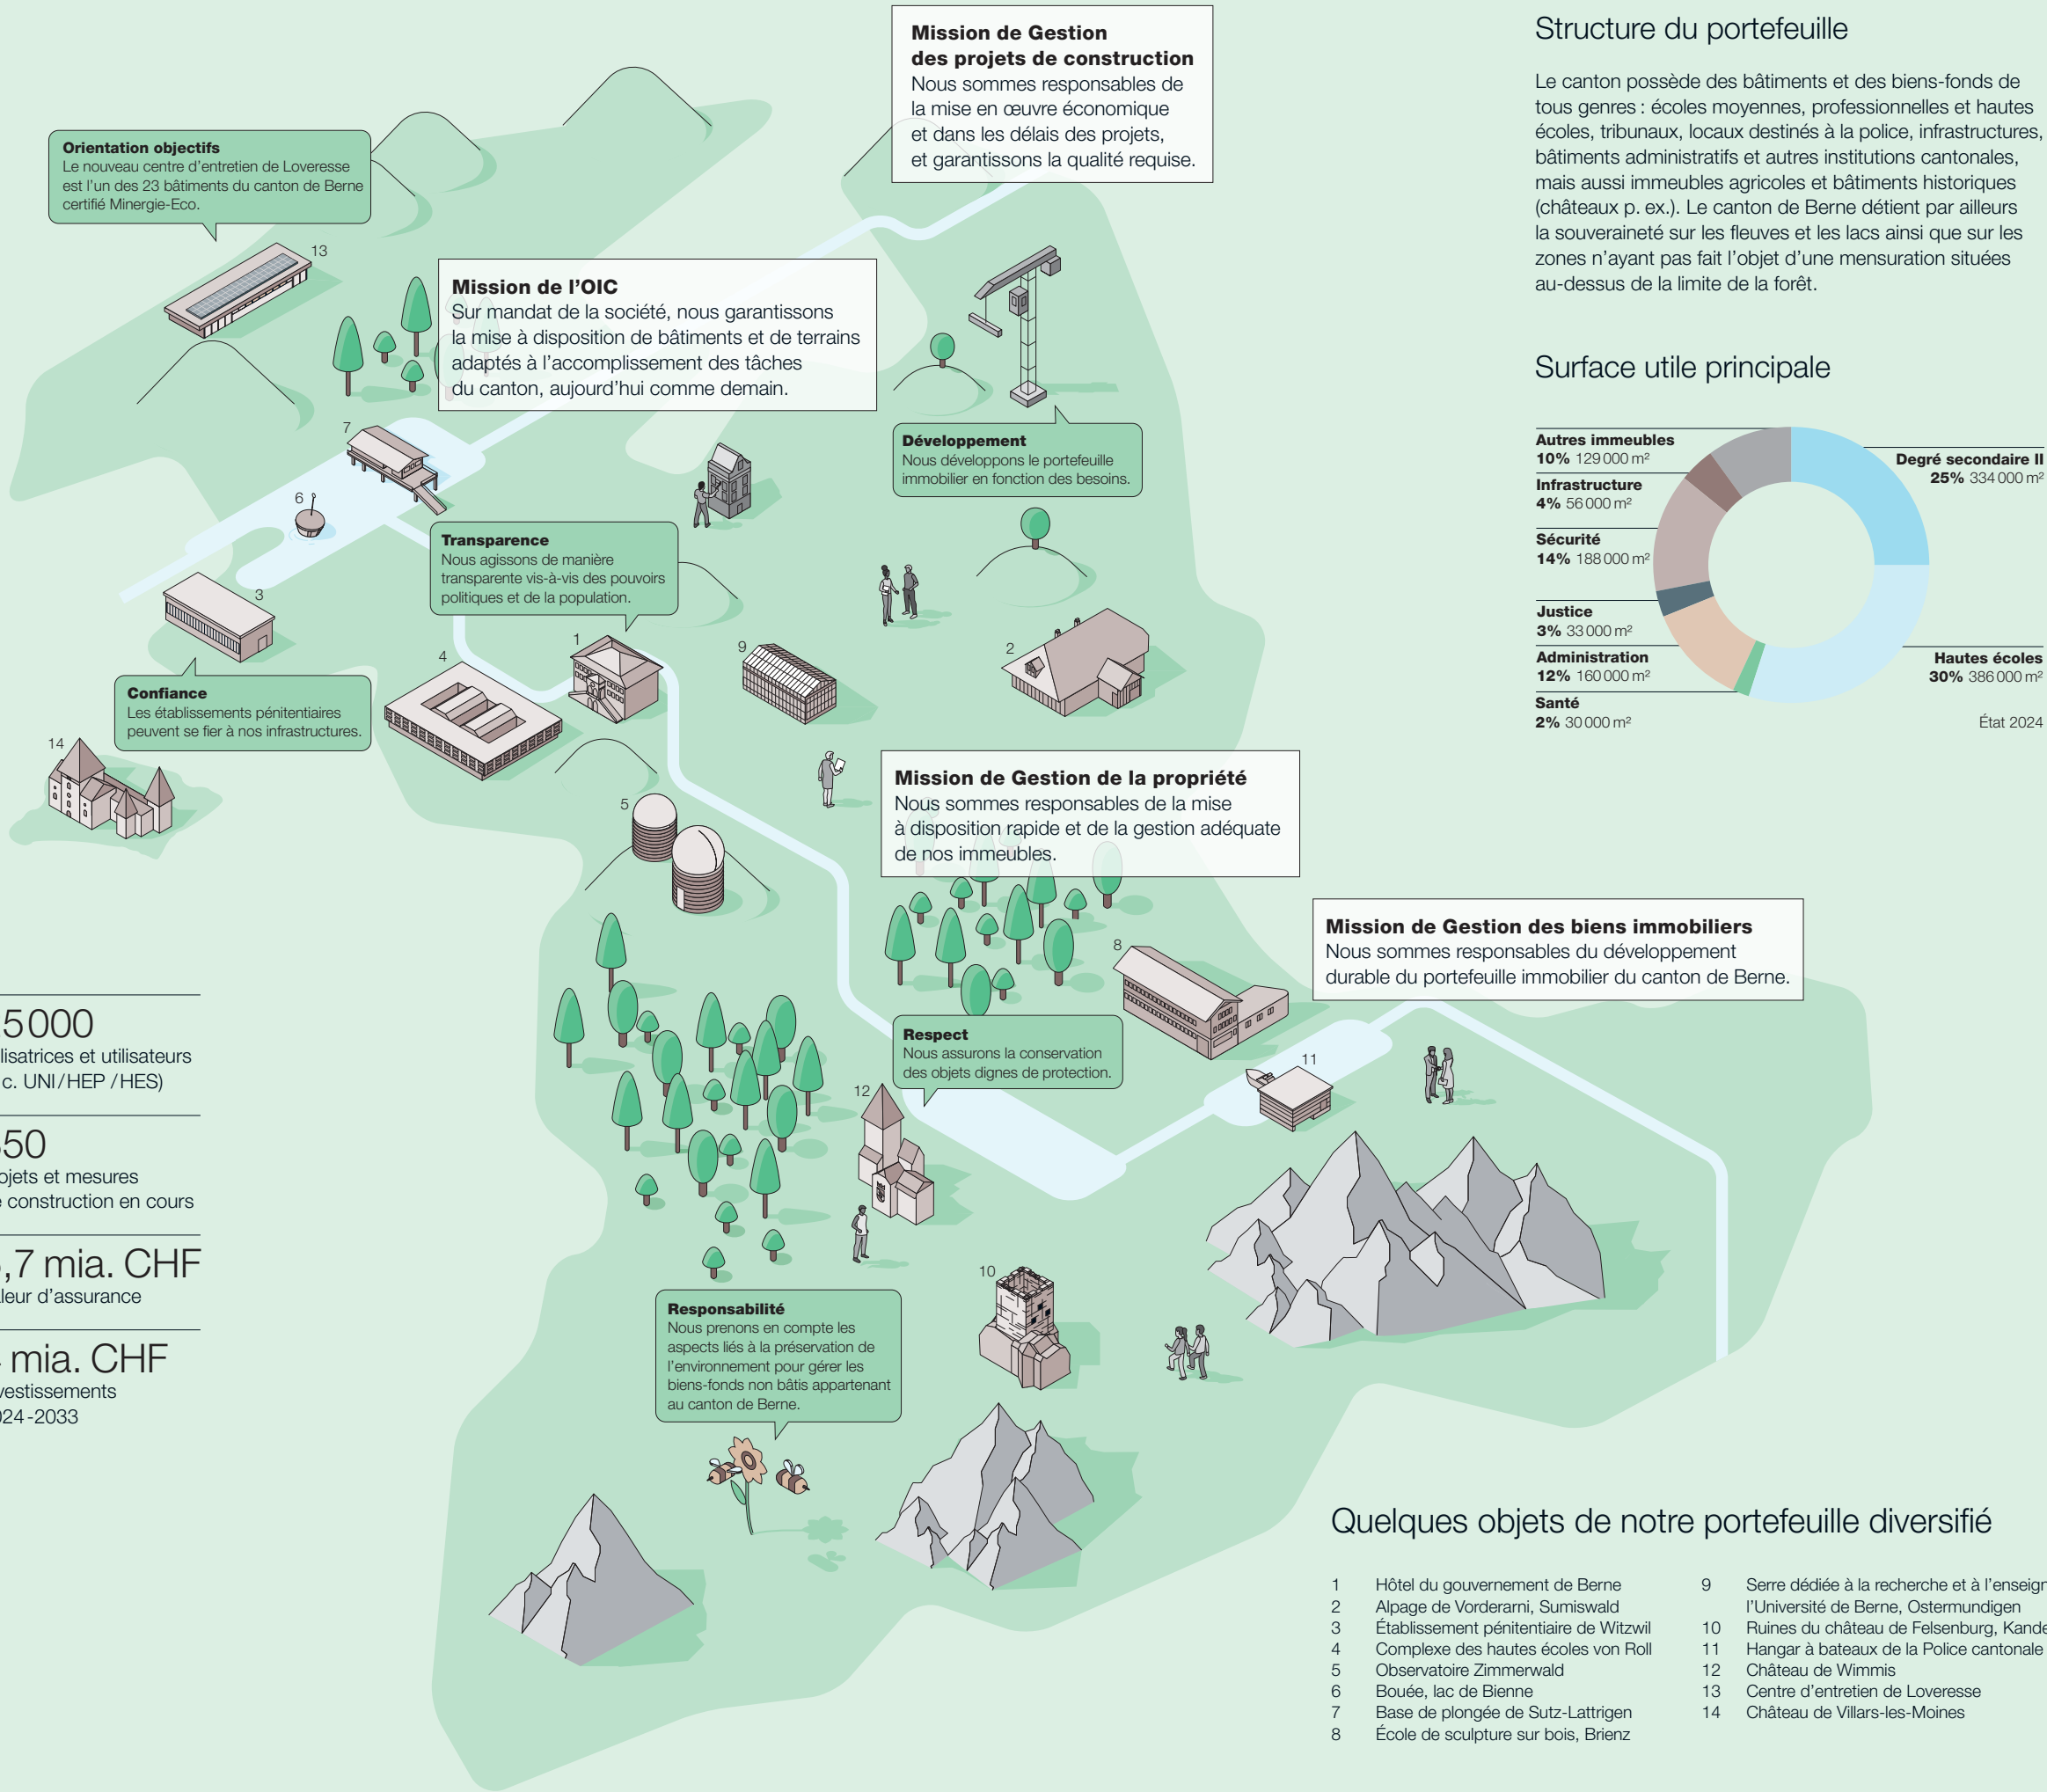 Mission de Gestion
des projets de construction
Nous sommes responsables de
la mise en œuvre économique
et dans les délais des projets,
et garantissons la qualité requise.
Orientation objectifs
Le nouveau centre d'entretien de Loveresse
est l'un des 23 bâtiments du canton de Berne
certifié Minergie-Eco.
13
Mission de l'OIC
Sur mandat de la société, nous garantissons
la mise à disposition de bâtiments et de terrains
adaptés à l'accomplissement des tâches
du canton, aujourd'hui comme demain.
7
Développement
Nous développons le portefeuille
immobilier en fonction des besoins.
6
Transparence
Nous agissons de manière
transparente vis-à-vis des pouvoirs
politiques et de la population.
3
1
9
2
4
Confiance
Les établissements pénitentiaires
peuvent se fier à nos infrastructures.
14
Mission de Gestion de la propriété
Nous sommes responsables de la mise
à disposition rapide et de la gestion adéquate
de nos immeubles.
5
Mission de Gestion des biens immobiliers
Nous sommes responsables du développement
durable du portefeuille immobilier du canton de Berne.
8
Respect
Nous assurons la conservation
des objets dignes de protection.
11
12
10
Responsabilité
Nous prenons en compte les
aspects liés à la préservation de
l'environnement pour gérer les
biens-fonds non bâtis appartenant
au canton de Berne.
5 000
et utilisateurs
UNI/HEP/HES)
50
et mesures
construction en cours
,7 mia. CHF
d'assurance
mia. CHF
-2033
Structure du portefeuille
Le canton possède des bâtiments et des biens-fonds de
tous genres : écoles moyennes, professionnelles et hautes
écoles, tribunaux, locaux destinés à la police, infrastructures,
bâtiments administratifs et autres institutions cantonales,
mais aussi immeubles agricoles et bâtiments historiques
(châteaux p. ex.). Le canton de Berne détient par ailleurs
la souveraineté sur les fleuves et les lacs ainsi que sur les
zones n'ayant pas fait l'objet d'une mensuration situées
au-dessus de la limite de la forêt.
Surface utile principale
Autres immeubles
10% 129 000 m²
Infrastructure
4% 56 000 m²
Sécurité
14% 188 000 m²
Justice
3% 33 000 m²
Administration
12% 160 000 m²
Santé
2% 30 000 m²
Degré secondaire II
25% 334 000 m²
Hautes écoles
30% 386 000 m²
État 2024
Quelques objets de notre portefeuille diversifié
1 Hôtel du gouvernement de Berne
2 Alpage de Vorderarni, Sumiswald
3 Établissement pénitentiaire de Witzwil
4 Complexe des hautes écoles von Roll
5 Observatoire Zimmerwald
6 Bouée, lac de Bienne
7 Base de plongée de Sutz-Lattrigen
8 École de sculpture sur bois, Brienz
9 Serre dédiée à la recherche et à
l'Université de Berne, Ostermundigen
10 Ruines du château de Felsenburg,
11 Hangar à bateaux de la Police cantonale
12 Château de Wimmis
13 Centre d'entretien de Loveresse
14 Château de Villars-les-Moines